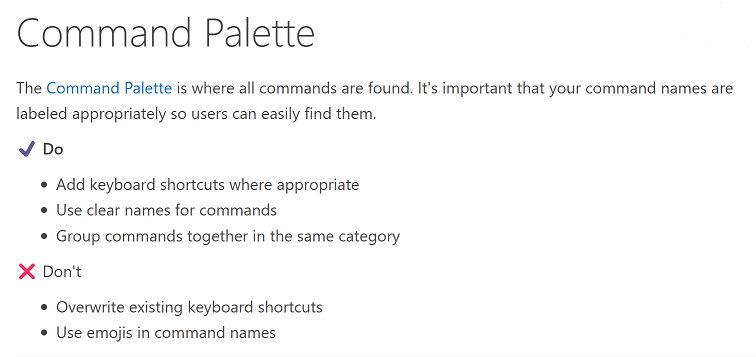 Command Palette
The Command Palette is where all commands are found. It's important that your command names are
labeled appropriately so users can easily find them.
✔ Do
• Add keyboard shortcuts where appropriate
• Use clear names for commands
• Group commands together in the same category
❌ Don't
• Overwrite existing keyboard shortcuts
• Use emojis in command names